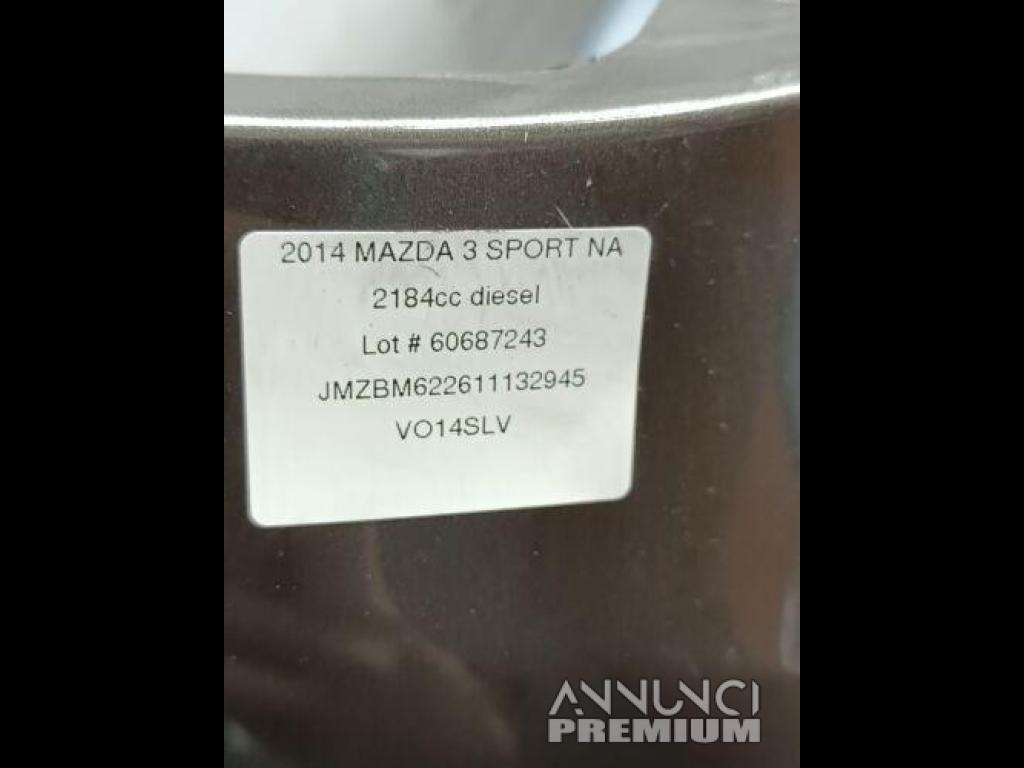 2014 MAZDA 3 SPORT NA
2184cc diesel
Lot # 60687243
JMZBM622611132945
VO14SLV
ANNUNCI
PREMIUM